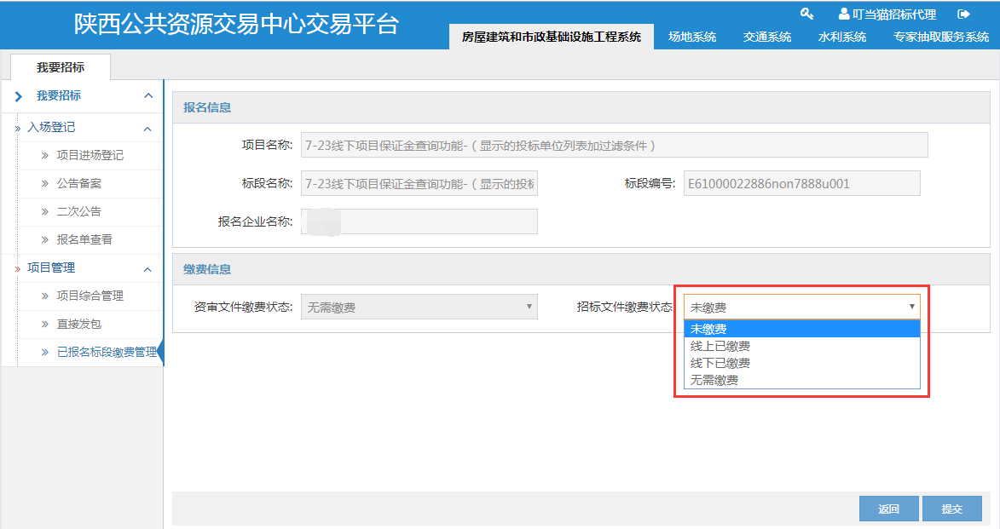 陕西公共资源交易中心交易平台
叮当猫招标代理
房屋建筑和市政基础设施工程系统
场地系统
交通系统
水利系统
专家抽取服务系统
我要招标
我要招标
入场登记
项目进场登记
公告备案
二次公告
报名单查看
项目管理
项目综合管理
直接发包
已报名标段缴费管理
报名信息
项目名称: 7-23线下项目保证金查询功能-（显示的投标单位列表加过滤条件）
标段名称: 7-23线下项目保证金查询功能-（显示的投标
标段编号: E61000022886non7888u001
报名企业名称:
缴费信息
资审文件缴费状态: 无需缴费
招标文件缴费状态: 未缴费
未缴费
线上已缴费
线下已缴费
无需缴费
返回
提交